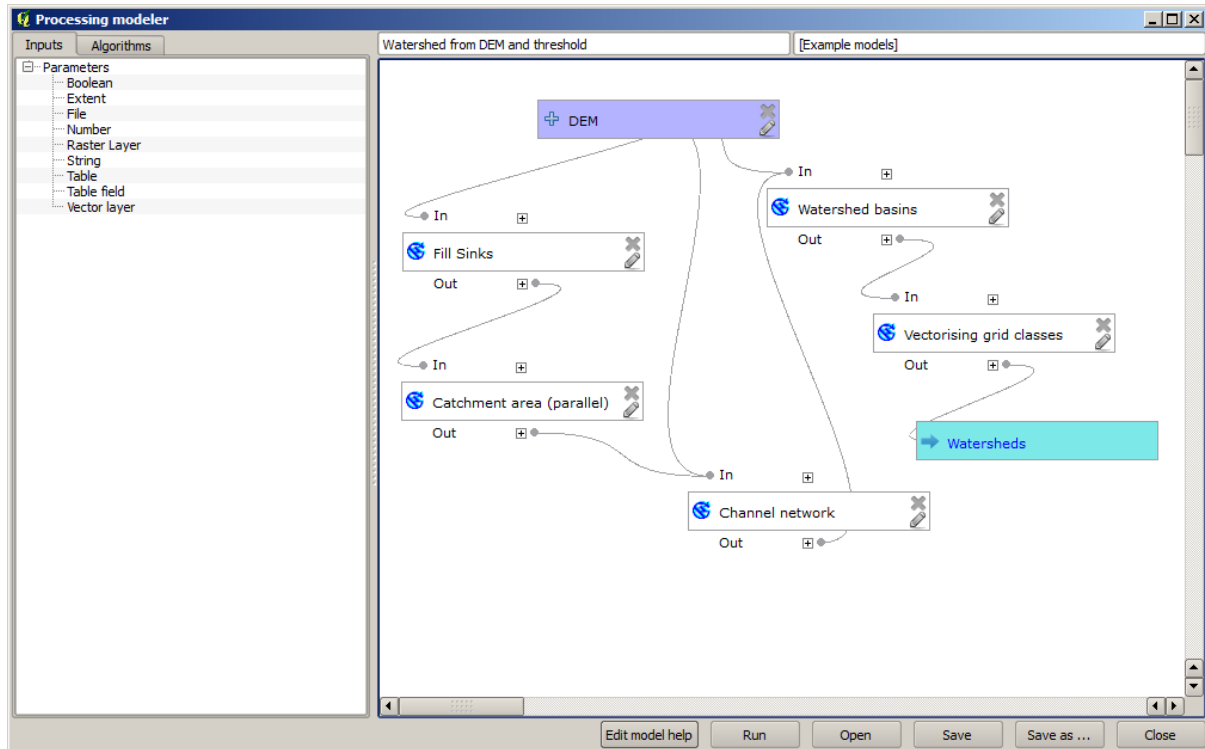 Processing modeler
Inputs
Algorithms
Parameters
Boolean
Extent
File
Number
Raster Layer
String
Table
Table field
Vector layer
Watershed from DEM and threshold
[Example models]
DEM
In
Fill Sinks
Out
In
Catchment area (parallel)
Out
In
Watershed basins
Out
In
Vectorising grid classes
Out
Watersheds
In
Channel network
Out
Edit model help
Run
Open
Save
Save as ...
Close